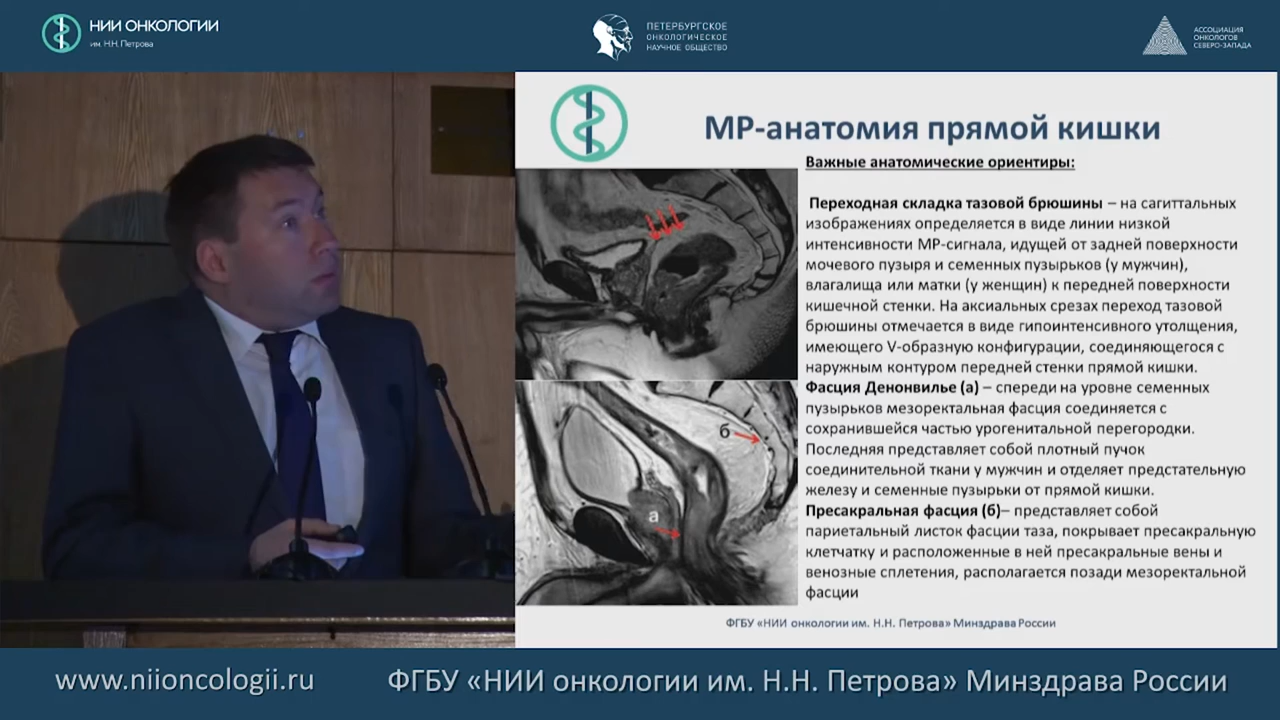 НИИ ОНКОЛОГИИ
им. Н.Н. Петрова
ПЕТЕРБУРГСКОЕ
ОНКОЛОГИЧЕСКОЕ
НАУЧНОЕ ОБЩЕСТВО
АССОЦИАЦИЯ
ОНКОЛОГОВ
СЕВЕРО-ЗАПАДА
МР-анатомия прямой кишки
Важные анатомические ориентиры:
Переходная складка тазовой брюшины – на сагиттальных
изображениях определяется в виде линии низкой
интенсивности МР-сигнала, идущей от задней поверхности
мочевого пузыря и семенных пузырьков (у мужчин),
влагалища или матки (у женщин) к передней поверхности
кишечной стенки. На аксиальных срезах переход тазовой
брюшины отмечается в виде гипоинтенсивного утолщения,
имеющего V-образную конфигурацию, соединяющегося с
наружным контуром передней стенки прямой кишки.
Фасция Денонвилье (а) – спереди на уровне семенных
пузырьков мезоректальная фасция соединяется с
сохранившейся частью урогенитальной перегородки.
Последняя представляет собой плотный пучок
соединительной ткани у мужчин и отделяет предстательную
железу и семенные пузырьки от прямой кишки.
Пресакральная фасция (б)– представляет собой
париетальный листок фасции таза, покрывает пресакральную
клетчатку и расположенные в ней пресакральные вены и
венозные сплетения, располагается позади мезоректальной
фасции
б
а
ФГБУ «НИИ онкологии им. Н.Н. Петрова» Минздрава России
www.niioncologii.ru
ФГБУ «НИИ онкологии им. Н.Н. Петрова» Минздрава России